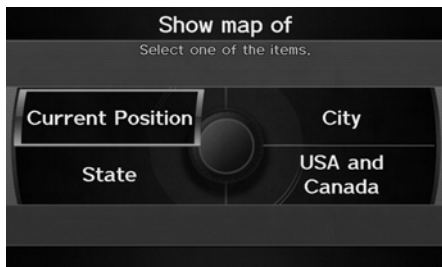 Show map of
Select one of the items.
Current Position
City
State
USA and
Canada